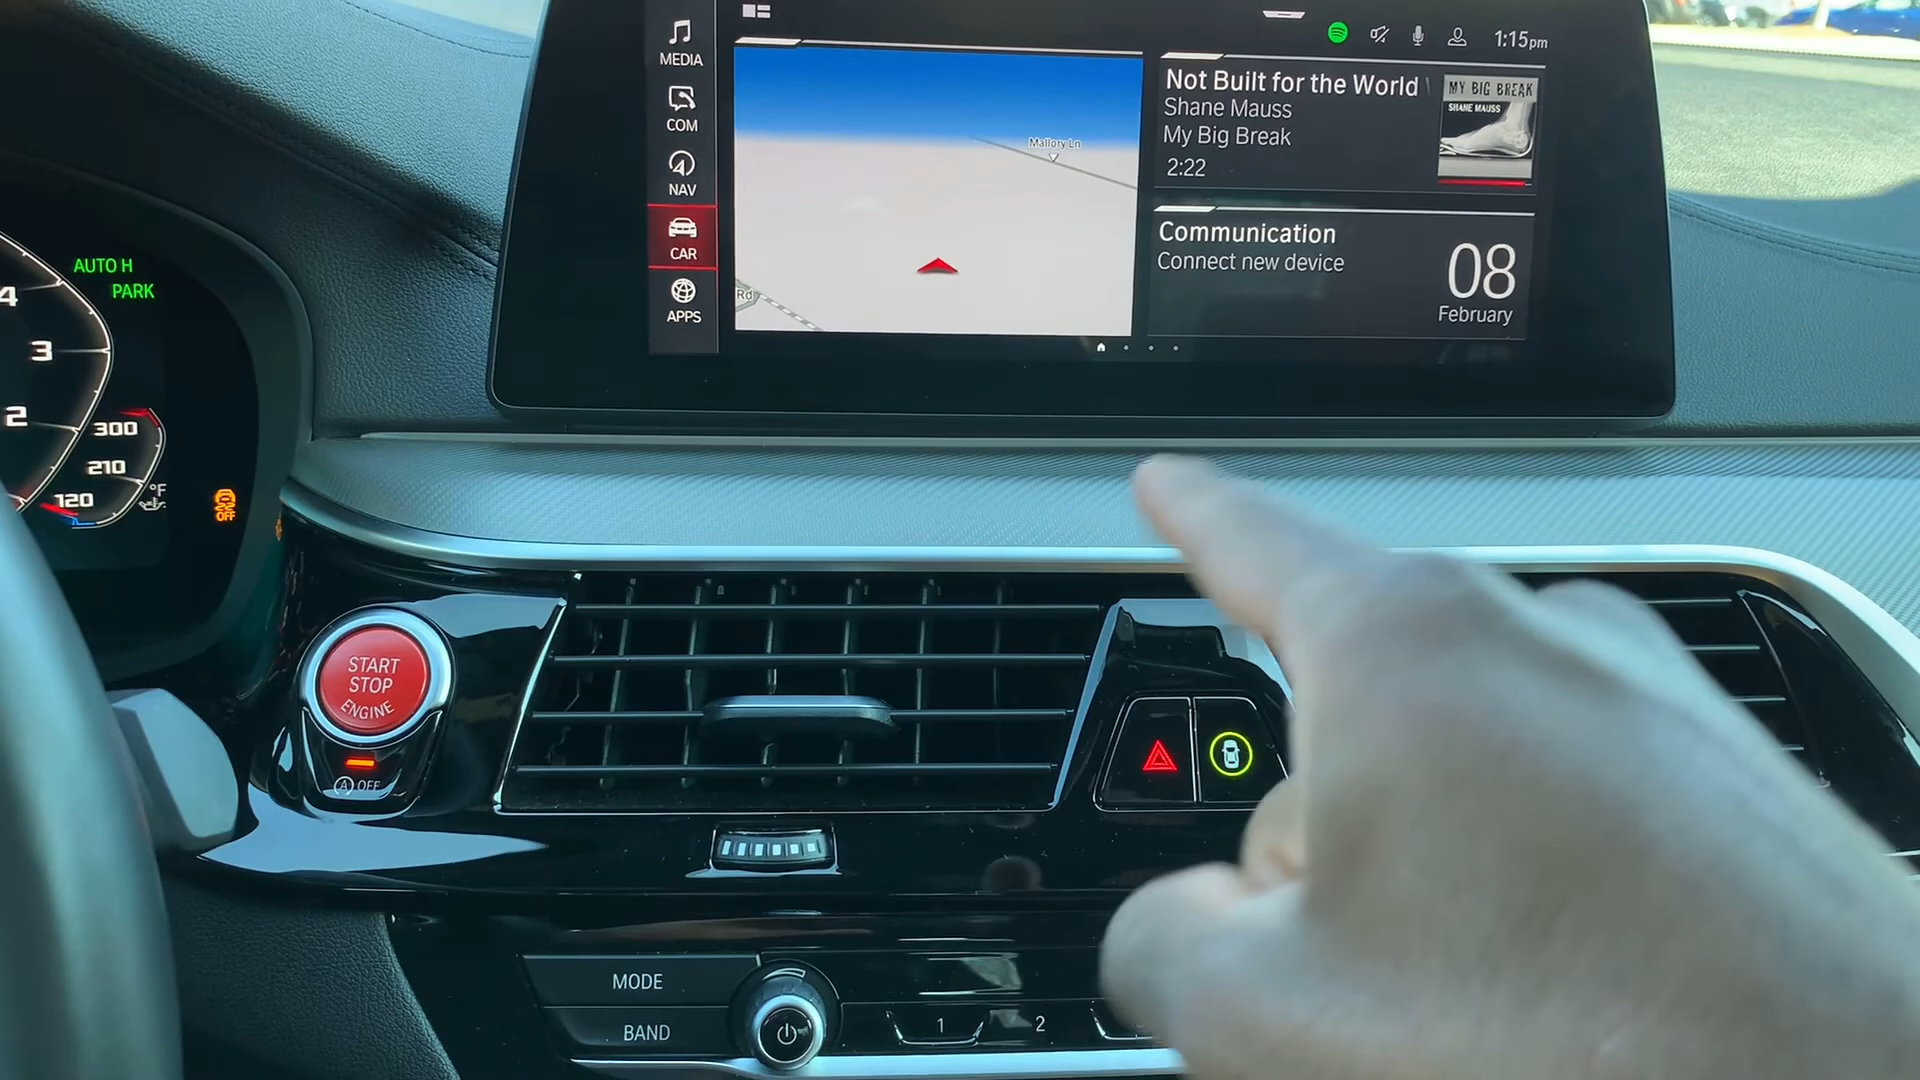 MEDIA
COM
NAV
CAR
APPS
Mallory Ln
Rd
1:15pm
Not Built for the World
Shane Mauss
My Big Break
2:22
MY BIG BREAK
SHANE MAUSS
Communication
Connect new device
08
February
AUTO H
PARK
4
3
2
300
210
120
°F
OFF
START
STOP
ENGINE
A OFF
MODE
BAND
1
2